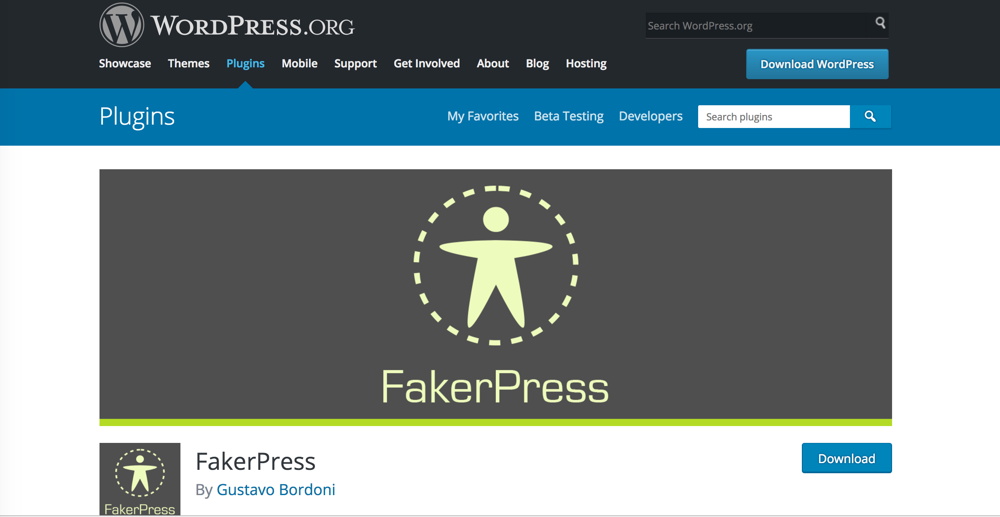 WORDPRESS.ORG
Search WordPress.org
Showcase Themes Plugins Mobile Support Get Involved About Blog Hosting
Download WordPress
Plugins
My Favorites Beta Testing Developers
Search plugins
FakerPress
FakerPress
FakerPress
Download
By Gustavo Bordoni